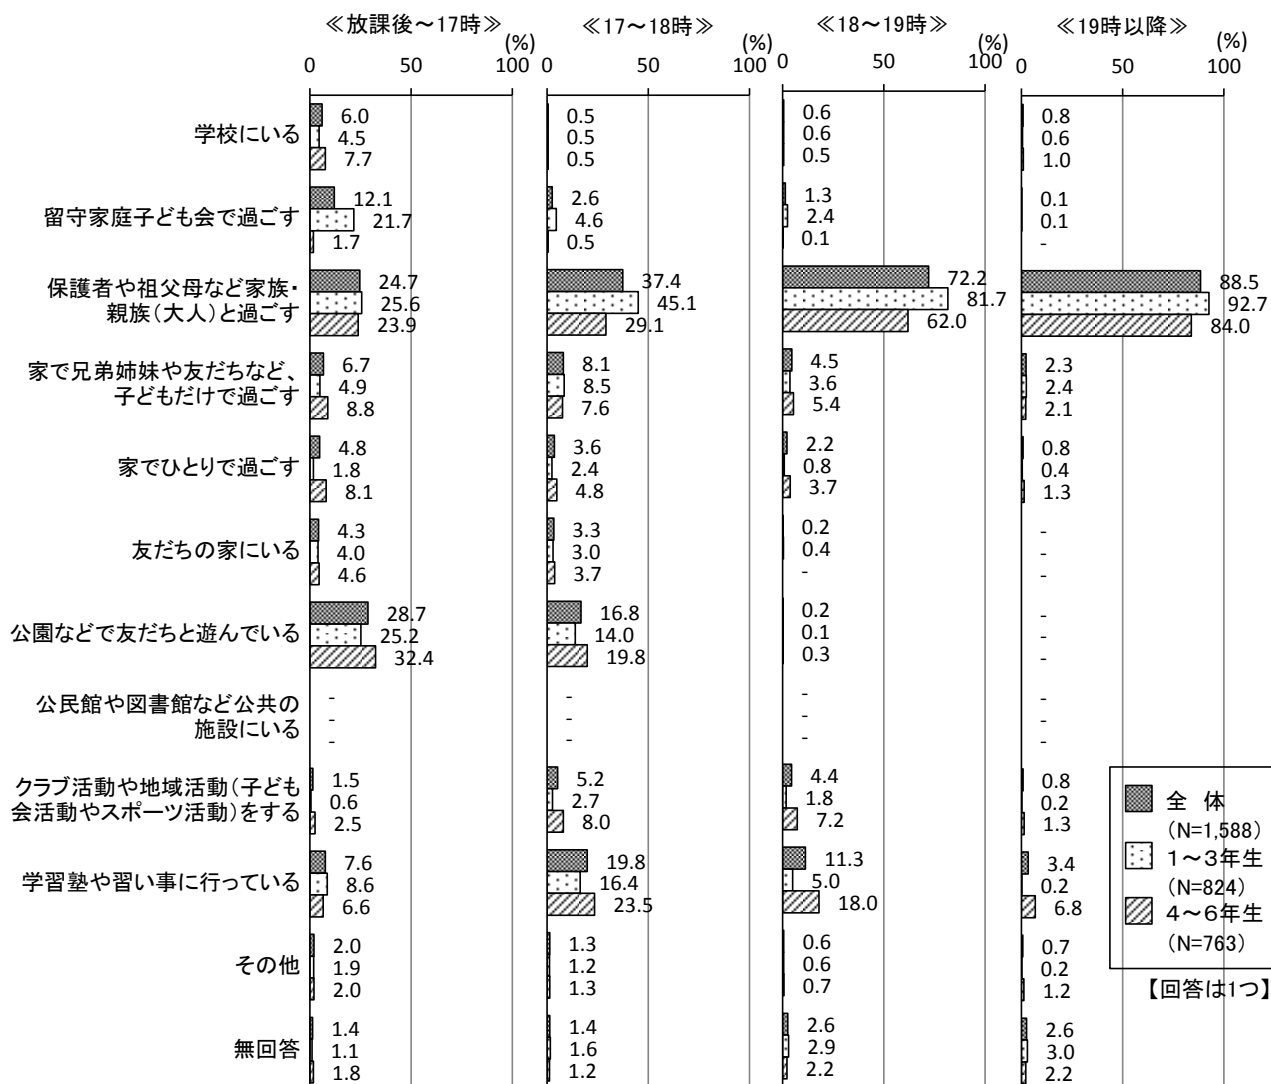 ≪放課後～17時≫
≪17～18時≫
≪18～19時≫
≪19時以降≫
(%)
(%)
(%)
(%)
0 50 100
0 50 100
0 50 100
0 50 100
学校にいる
6.0 0.5 0.6 0.8
4.5 0.5 0.6 0.6
7.7 0.5 0.5 1.0
留守家庭子ども会で過ごす
12.1 2.6 1.3 0.1
21.7 4.6 2.4 0.1
1.7 0.5 0.1 -
保護者や祖父母など家族・
親族（大人）と過ごす
24.7 37.4 72.2 88.5
25.6 45.1 81.7 92.7
23.9 29.1 62.0 84.0
家で兄弟姉妹や友だちなど、
子どもだけで過ごす
6.7 8.1 4.5 2.3
4.9 8.5 3.6 2.4
8.8 7.6 5.4 2.1
家でひとりで過ごす
4.8 3.6 2.2 0.8
1.8 2.4 0.8 0.4
8.1 4.8 3.7 1.3
友だちの家にいる
4.3 3.3 0.2 -
4.0 3.0 0.4 -
4.6 3.7 - -
公園などで友だちと遊んでいる
28.7 16.8 0.2 -
25.2 14.0 0.1 -
32.4 19.8 0.3 -
公民館や図書館など公共の
施設にいる
- - - -
- - - -
- - - -
クラブ活動や地域活動（子ども
会活動やスポーツ活動）をする
1.5 5.2 4.4 0.8
0.6 2.7 1.8 0.2
2.5 8.0 7.2 1.3
学習塾や習い事に行っている
7.6 19.8 11.3 3.4
8.6 16.4 5.0 0.2
6.6 23.5 18.0 6.8
その他
2.0 1.3 0.6 0.7
1.9 1.2 0.6 0.2
2.0 1.3 0.7 1.2
無回答
1.4 1.4 2.6 2.6
1.1 1.6 2.9 3.0
1.8 1.2 2.2 2.2
全 体
（N=1,588）
1～3年生
（N=824）
4～6年生
（N=763）
【回答は1つ】